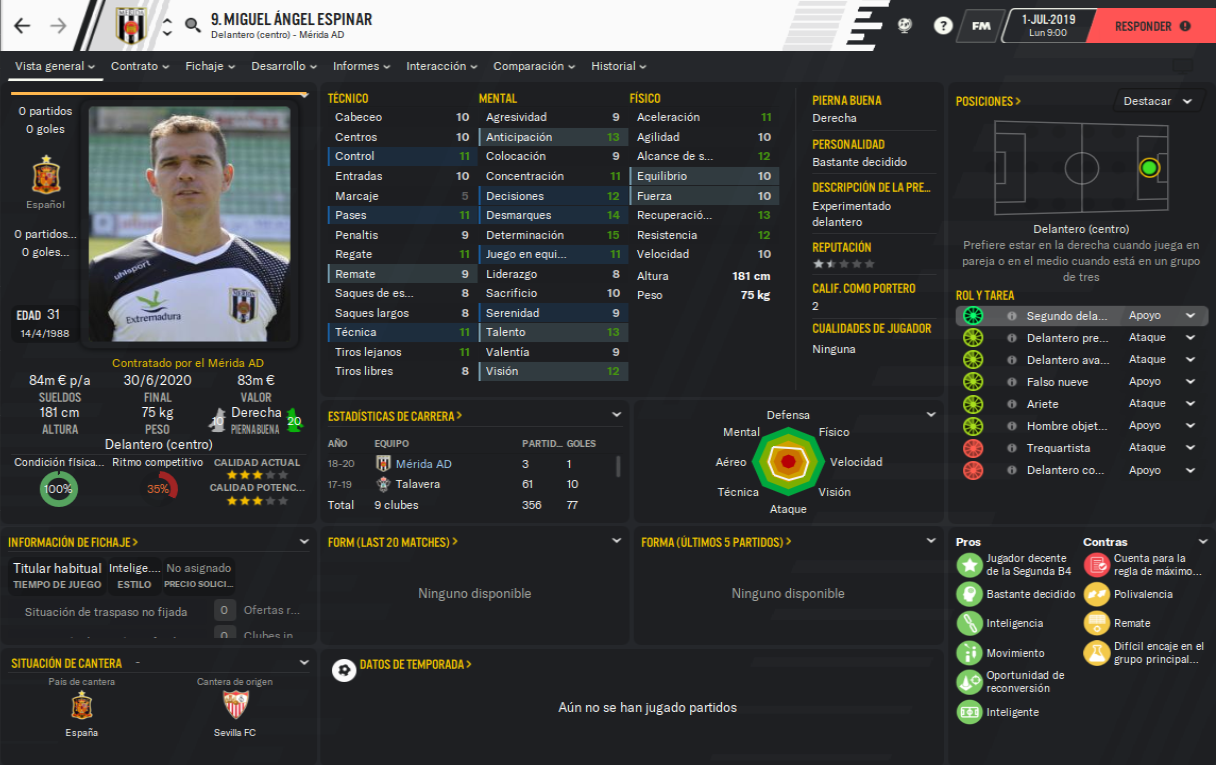 9. MIGUEL ÁNGEL ESPINAR
Delantero (centro) - Mérida AD
?
FM
1-JUL-2019
Lun 9:00
RESPONDER
Vista general
Contrato
Fichaje
Desarrollo
Informes
Interacción
Comparación
Historial
0 partidos
0 goles
Español
0 partidos...
0 goles...
EDAD 31
14/4/1988
uhlsport
Extremadura
Contratado por el Mérida AD
84m € p/a
SUELDOS
30/6/2020
FINAL
83m €
VALOR
181 cm
ALTURA
75 kg
PESO
10
Derecha
PIERNA BUENA
20
Delantero (centro)
Condición física...
100%
Ritmo competitivo
35%
CALIDAD ACTUAL
CALIDAD POTENC...
TÉCNICO
Cabeceo 10
Centros 10
Control 11
Entradas 10
Marcaje 5
Pases 11
Penaltis 9
Regate 11
Remate 9
Saques de es... 8
Saques largos 8
Técnica 11
Tiros lejanos 11
Tiros libres 8
MENTAL
Agresividad 9
Anticipación 13
Colocación 9
Concentración 11
Decisiones 12
Desmarques 14
Determinación 15
Juego en equi... 11
Liderazgo 8
Sacrificio 10
Serenidad 9
Talento 13
Valentía 9
Visión 12
FÍSICO
Aceleración 11
Agilidad 10
Alcance de s... 12
Equilibrio 10
Fuerza 10
Recuperació... 13
Resistencia 12
Velocidad 10
Altura 181 cm
Peso 75 kg
PIERNA BUENA
Derecha
PERSONALIDAD
Bastante decidido
DESCRIPCIÓN DE LA PRE...
Experimentado
delantero
REPUTACIÓN
CALIF. COMO PORTERO
2
CUALIDADES DE JUGADOR
Ninguna
POSICIONES >
Destacar
Delantero (centro)
Prefiere estar en la derecha cuando juega en
pareja o en el medio cuando está en un grupo
de tres
ROL Y TAREA
Segundo dela... Apoyo
Delantero pre... Ataque
Delantero ava... Ataque
Falso nueve Apoyo
Ariete Ataque
Hombre objet... Apoyo
Trequartista Ataque
Delantero co... Apoyo
ESTADÍSTICAS DE CARRERA >
AÑO EQUIPO PARTID... GOLES
18-20 Mérida AD 3 1
17-19 Talavera 61 10
Total 9 clubes 356 77
Defensa
Mental
Físico
Aéreo
Velocidad
Técnica
Visión
Ataque
INFORMACIÓN DE FICHAJE >
Titular habitual
TIEMPO DE JUEGO
Intelige....
ESTILO
No asignado
PRECIO SOLICI...
Situación de traspaso no fijada
0 Ofertas r...
0 Clubes in
FORM (LAST 20 MATCHES) >
Ninguno disponible
FORMA (ÚLTIMOS 5 PARTIDOS) >
Ninguno disponible
Pros
Jugador decente
de la Segunda B4
Bastante decidido
Inteligencia
Movimiento
Oportunidad de
reconversión
Inteligente
Contras
Cuenta para la
regla de máximo...
Polivalencia
Remate
Difícil encaje en el
grupo principal...
SITUACIÓN DE CANTERA -
País de cantera
España
Cantera de origen
Sevilla FC
DATOS DE TEMPORADA >
Aún no se han jugado partidos